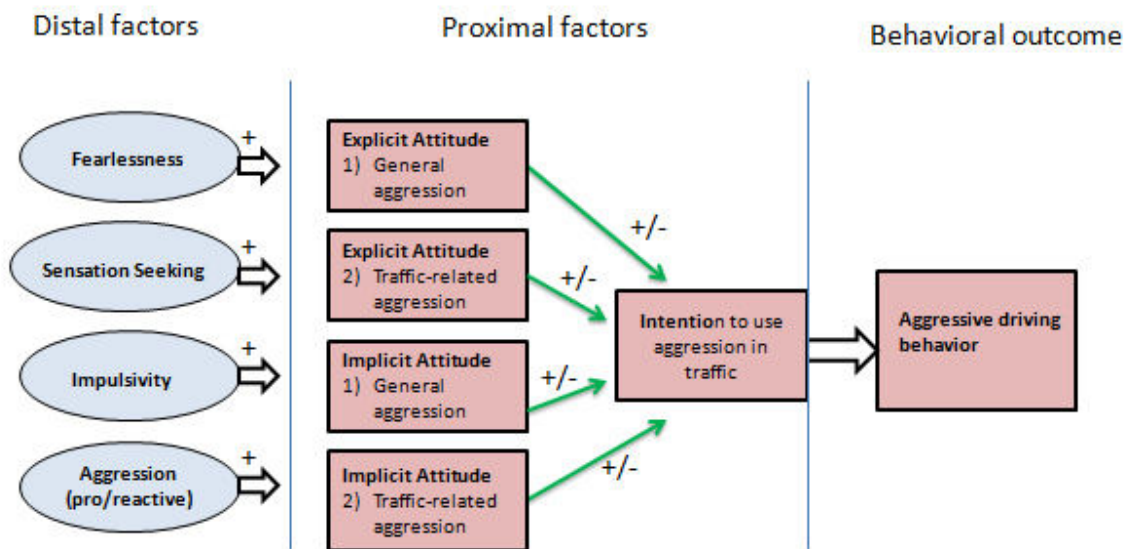 Distal factors
Proximal factors
Behavioral outcome
+
Fearlessness
+
Sensation Seeking
+
Impulsivity
+
Aggression
(pro/reactive)
Explicit Attitude
1) General
aggression
Explicit Attitude
2) Traffic-related
aggression
Implicit Attitude
1) General
aggression
Implicit Attitude
2) Traffic-related
aggression
+/-
+/-
+/-
+/-
Intention to use
aggression in
traffic
Aggressive driving
behavior